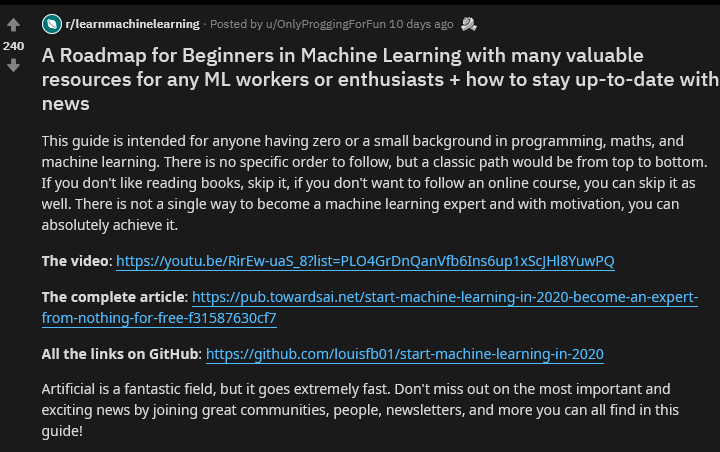 r/learnmachinelearning · Posted by u/OnlyProggingForFun 10 days ago
240
A Roadmap for Beginners in Machine Learning with many valuable
resources for any ML workers or enthusiasts + how to stay up-to-date with
news
This guide is intended for anyone having zero or a small background in programming, maths, and
machine learning. There is no specific order to follow, but a classic path would be from top to bottom.
If you don't like reading books, skip it, if you don't want to follow an online course, you can skip it as
well. There is not a single way to become a machine learning expert and with motivation, you can
absolutely achieve it.
The video: https://youtu.be/RirEw-uaS_8?list=PLO4GrDnQanVfb6Ins6up1xScJHl8YuwPQ
The complete article: https://pub.towardsai.net/start-machine-learning-in-2020-become-an-expert-
from-nothing-for-free-f31587630cf7
All the links on GitHub: https://github.com/louisfb01/start-machine-learning-in-2020
Artificial is a fantastic field, but it goes extremely fast. Don't miss out on the most important and
exciting news by joining great communities, people, newsletters, and more you can all find in this
guide!